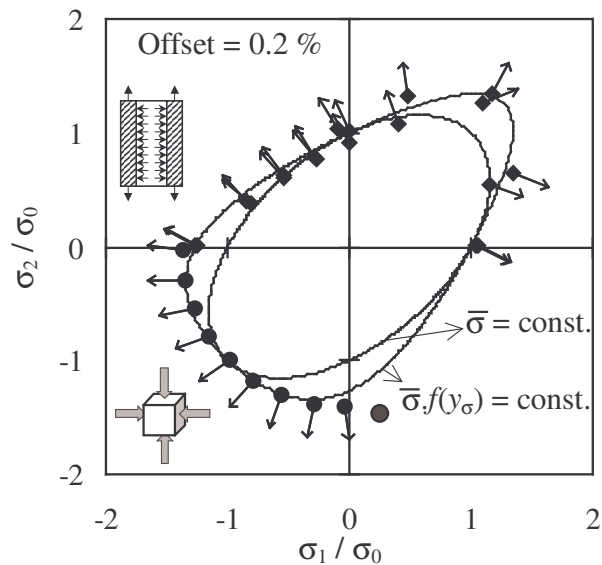 2
Offset = 0.2 %
1
σ₂ / σ₀
0
σ̅ = const.
-1
σ̅.f(y_σ) = const.
-2
-2 -1 0 1 2
σ₁ / σ₀